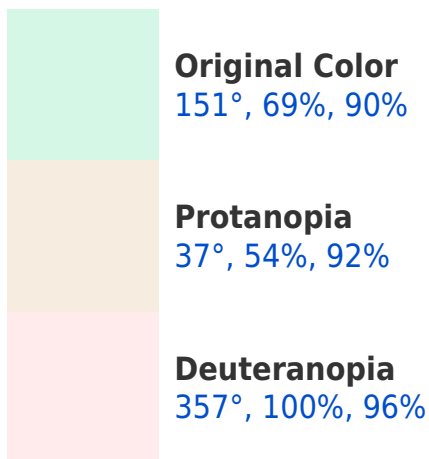 Original Color
151°, 69%, 90%
Protanopia
37°, 54%, 92%
Deuteranopia
357°, 100%, 96%